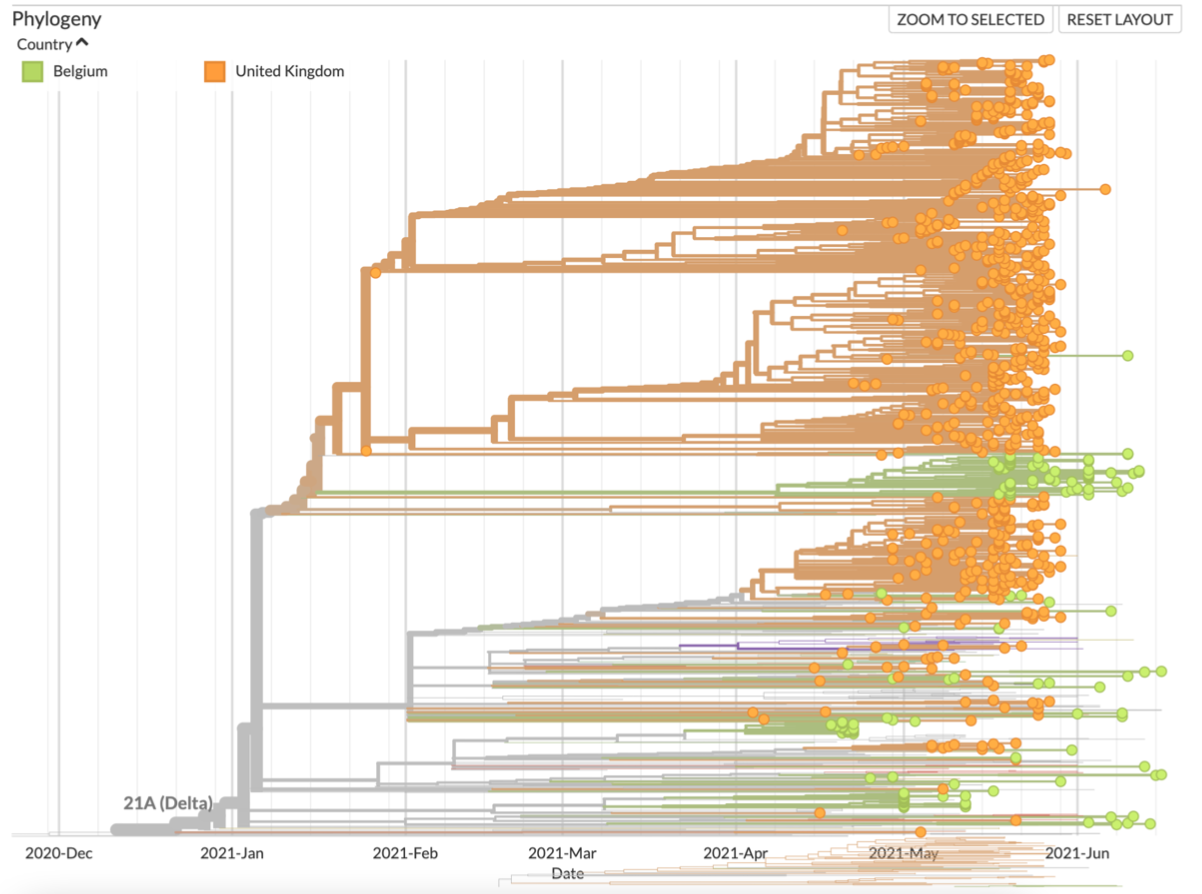 Phylogeny
ZOOM TO SELECTED
RESET LAYOUT
Country
Belgium
United Kingdom
21A (Delta)
2020-Dec
2021-Jan
2021-Feb
2021-Mar
2021-Apr
2021-May
2021-Jun
Date